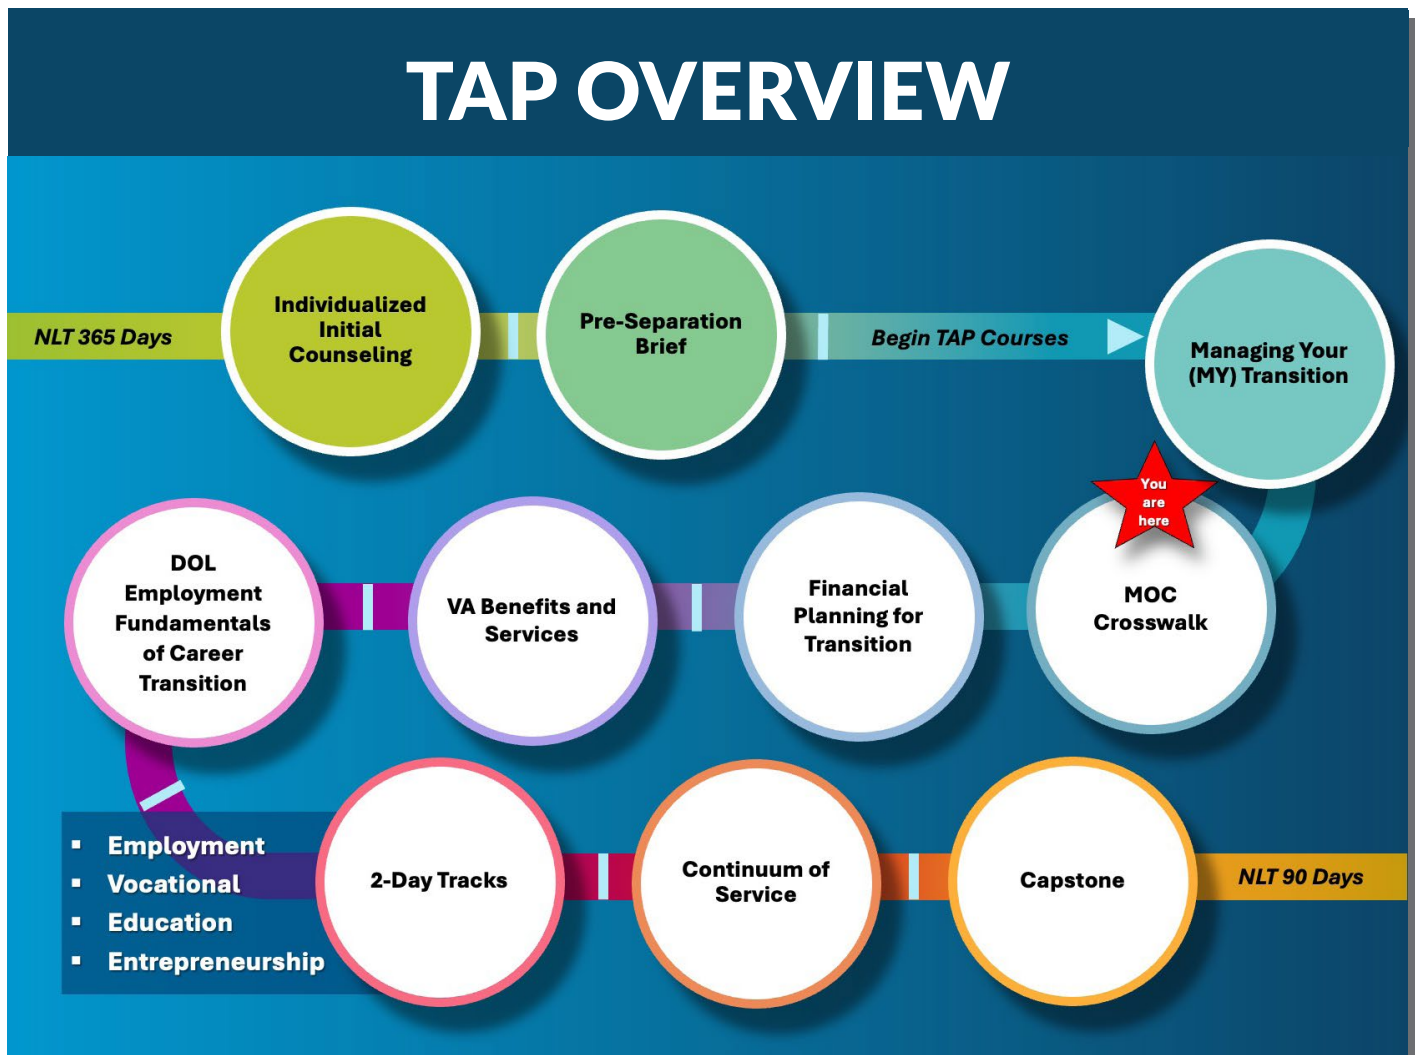 TAP OVERVIEW
NLT 365 Days
Individualized
Initial
Counseling
Pre-Separation
Brief
Begin TAP Courses
Managing Your
(MY) Transition
You
are
here
MOC
Crosswalk
Financial
Planning for
Transition
VA Benefits and
Services
DOL
Employment
Fundamentals
of Career
Transition
▪ Employment
▪ Vocational
▪ Education
▪ Entrepreneurship
2-Day Tracks
Continuum of
Service
Capstone
NLT 90 Days